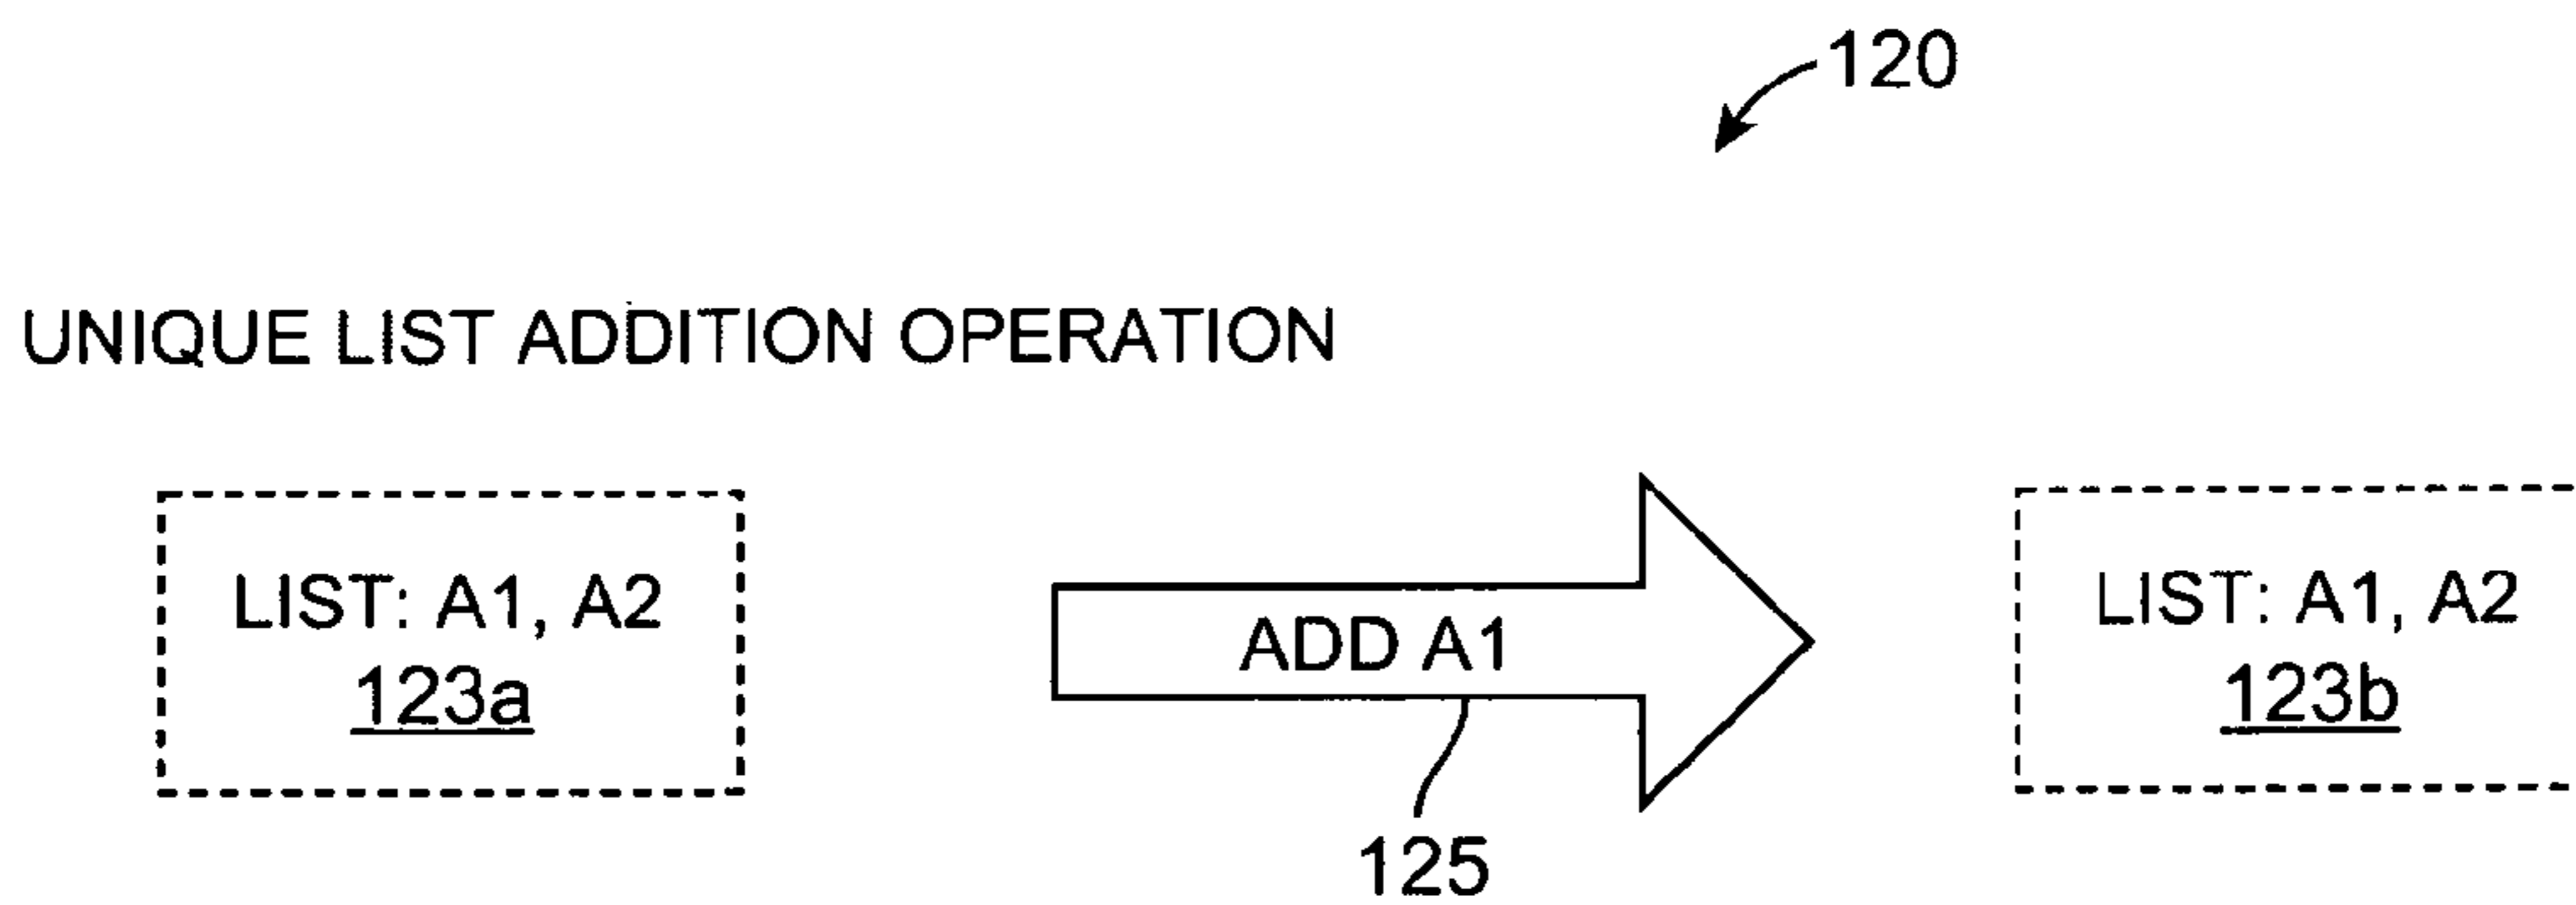 120
UNIQUE LIST ADDITION OPERATION
LIST: A1, A2
123a
ADD A1
125
LIST: A1, A2
123b